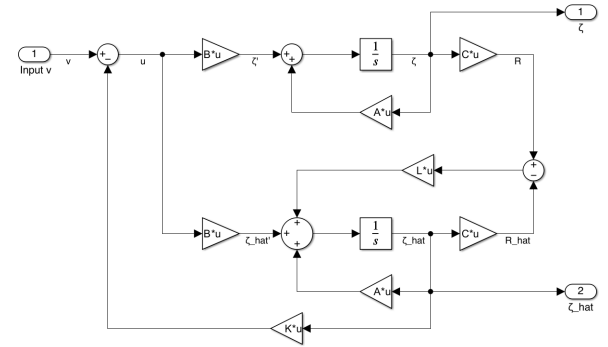 1
ζ
1
Input v
v
+
−
u
B*u
ζ'
+
+
1
s
ζ
C*u
R
A*u
L*u
+
−
B*u
ζ_hat'
+
+
+
1
s
ζ_hat
C*u
R_hat
A*u
2
ζ_hat
K*u